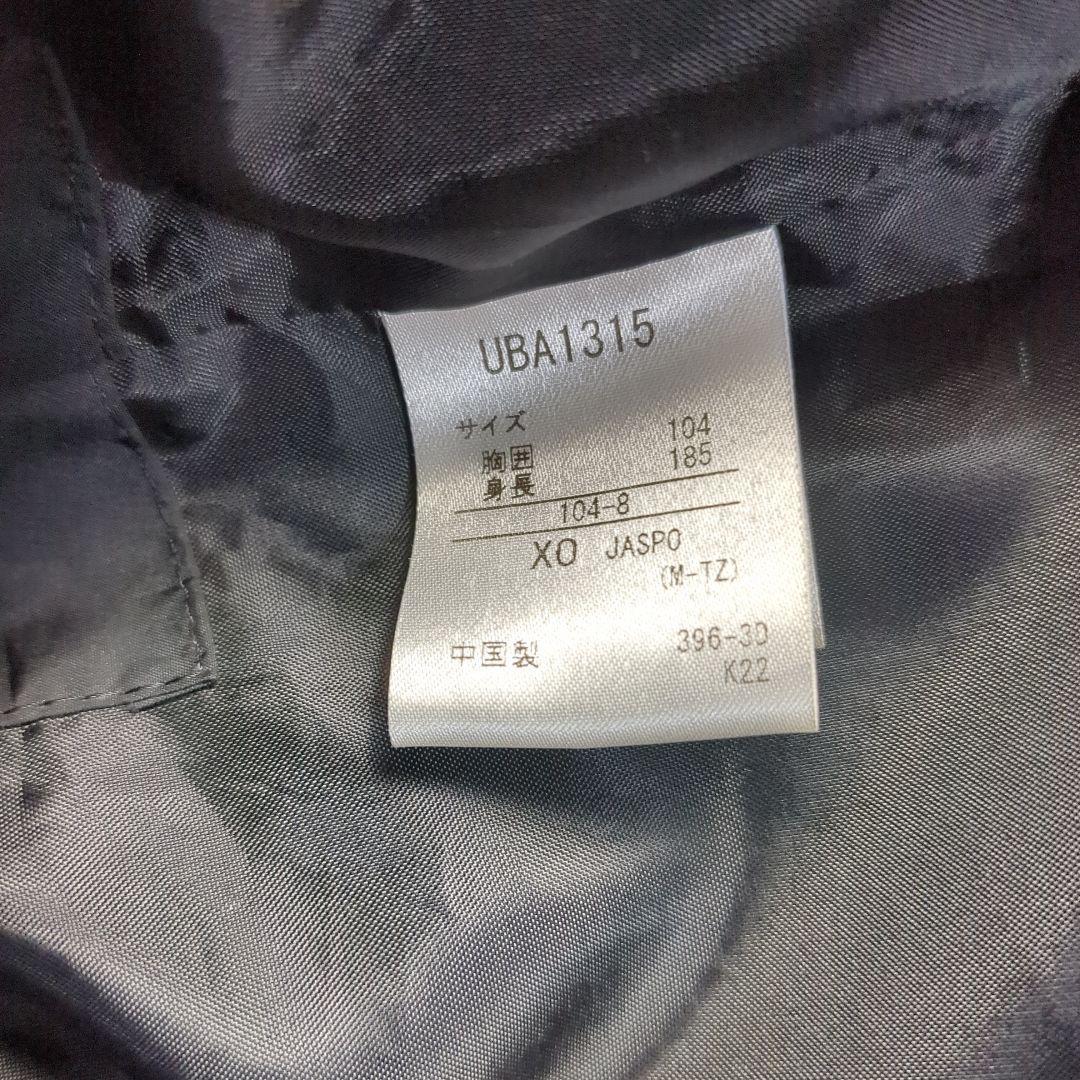 UBA1315
サイズ
胸囲 104
身長 185
104-8
XO JASPO
(M-TZ)
中国製 396-30
K22